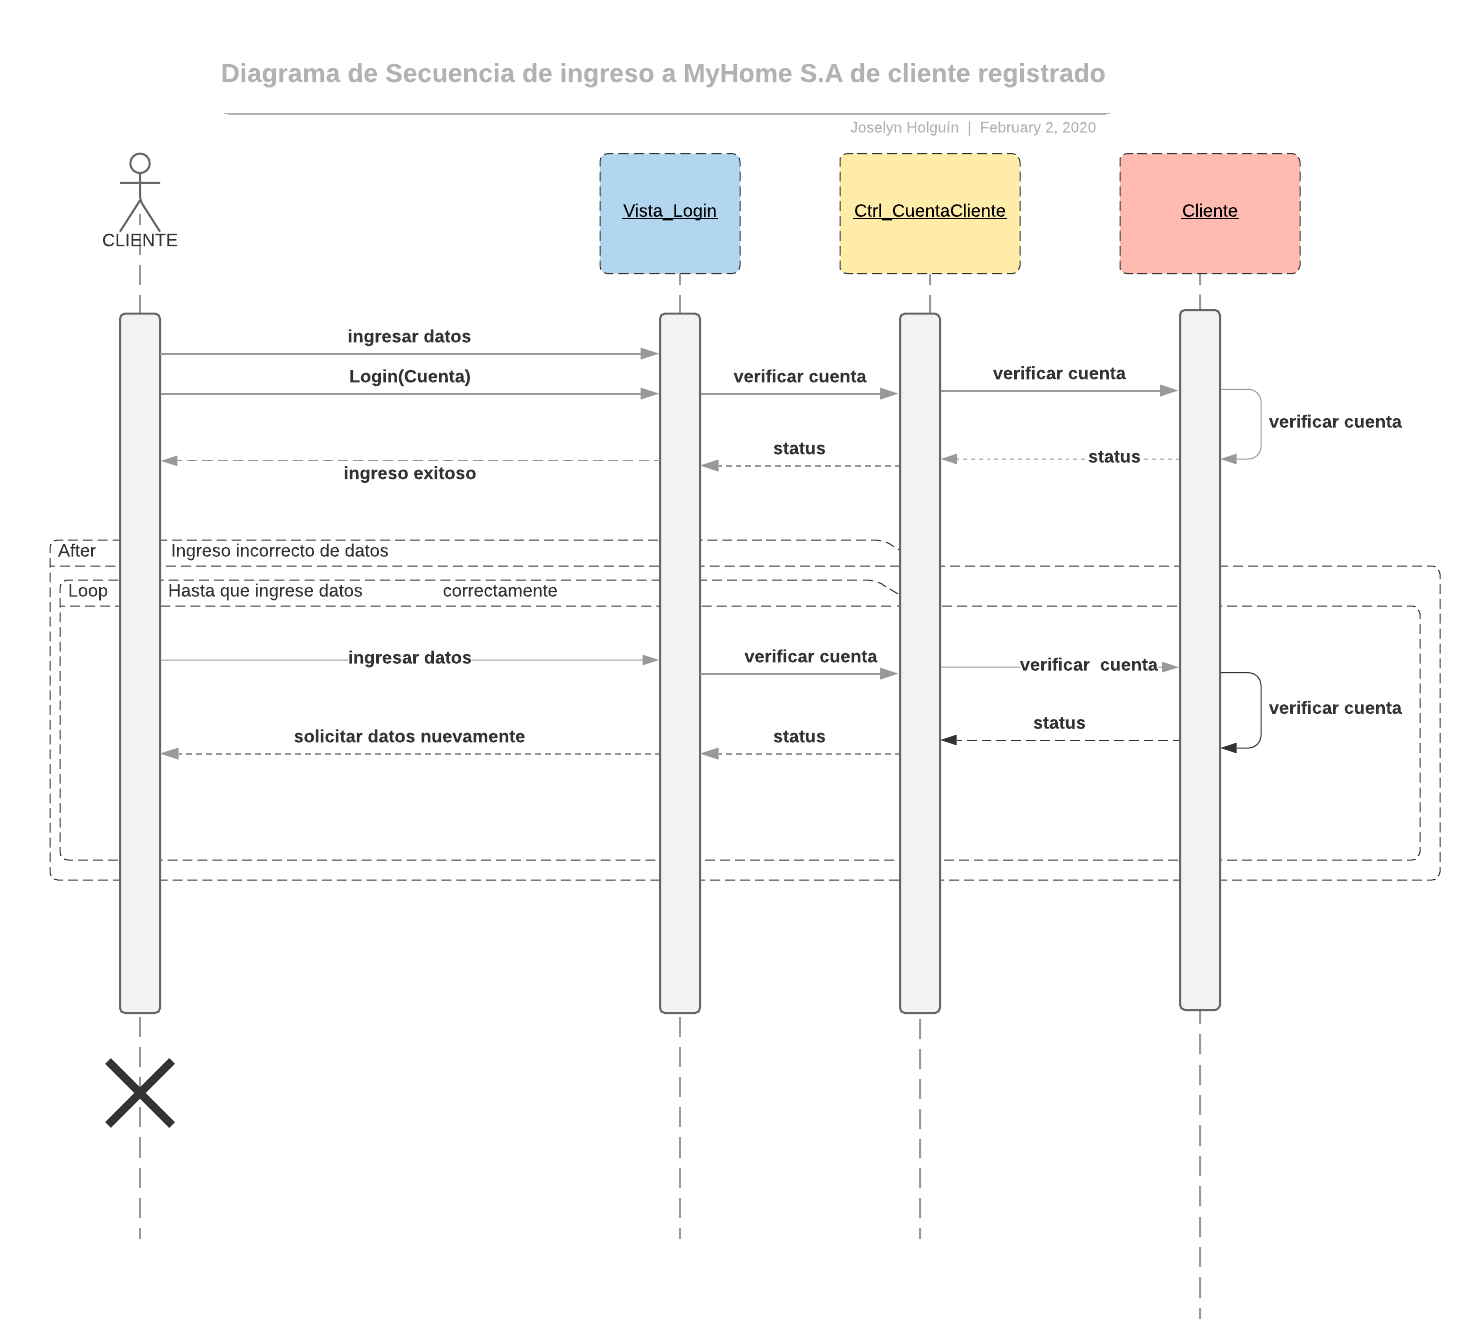 Diagrama de Secuencia de ingreso a MyHome S.A de cliente registrado
Joselyn Holguín | February 2, 2020
CLIENTE
Vista_Login
Ctrl_CuentaCliente
Cliente
ingresar datos
Login(Cuenta)
verificar cuenta
verificar cuenta
verificar cuenta
status
status
ingreso exitoso
After
Ingreso incorrecto de datos
Loop
Hasta que ingrese datos correctamente
ingresar datos
verificar cuenta
verificar cuenta
verificar cuenta
status
solicitar datos nuevamente
status